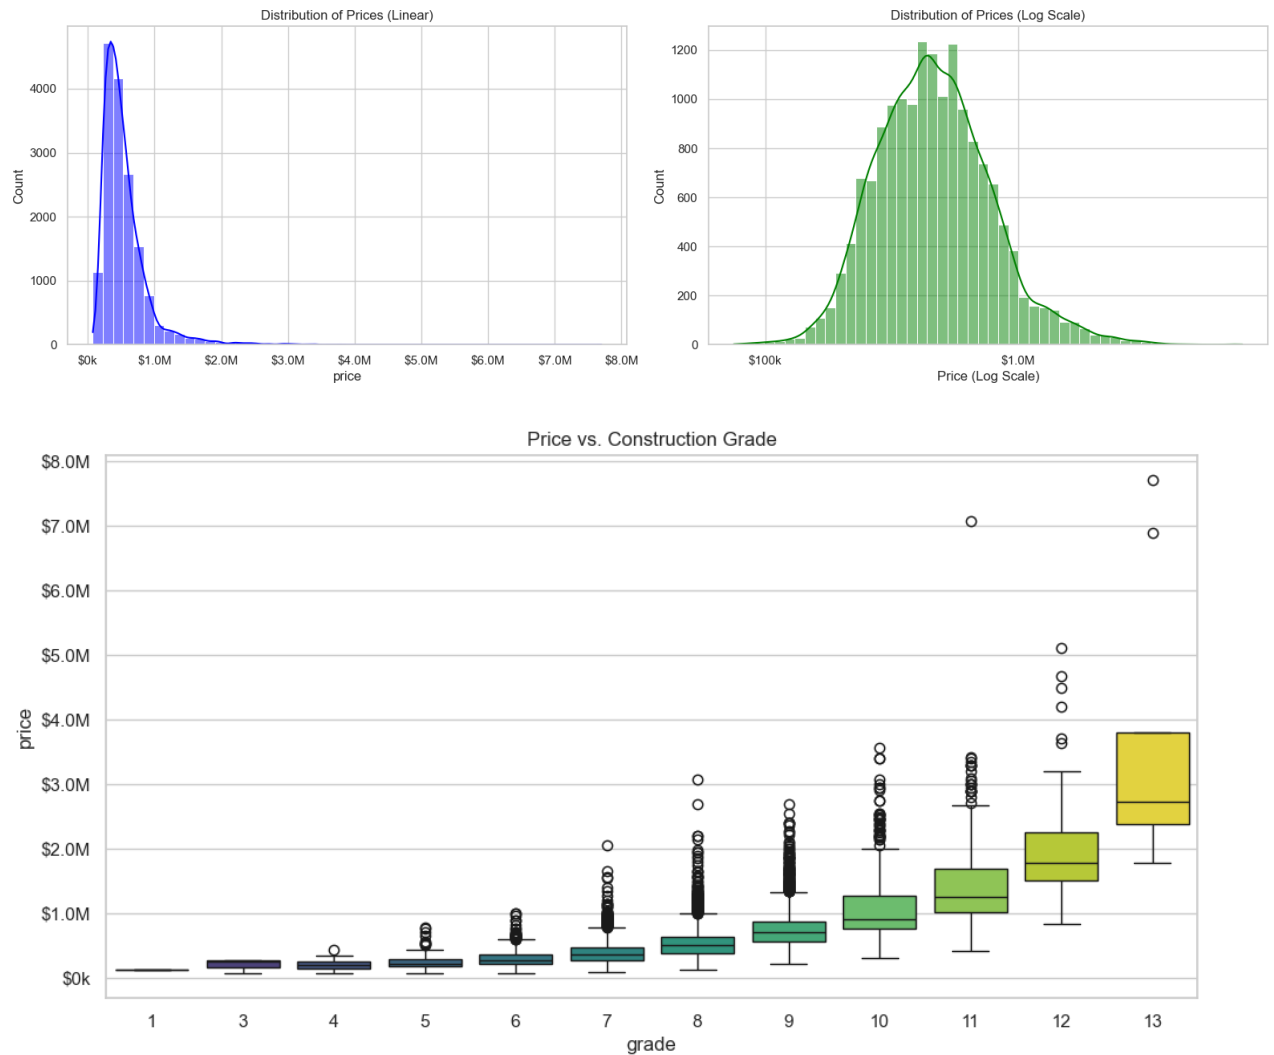 Distribution of Prices (Linear)
Count
4000
3000
2000
1000
0
$0k $1.0M $2.0M $3.0M $4.0M $5.0M $6.0M $7.0M $8.0M
price
Distribution of Prices (Log Scale)
Count
1200
1000
800
600
400
200
0
$100k $1.0M
Price (Log Scale)
Price vs. Construction Grade
price
$8.0M
$7.0M
$6.0M
$5.0M
$4.0M
$3.0M
$2.0M
$1.0M
$0k
1 3 4 5 6 7 8 9 10 11 12 13
grade